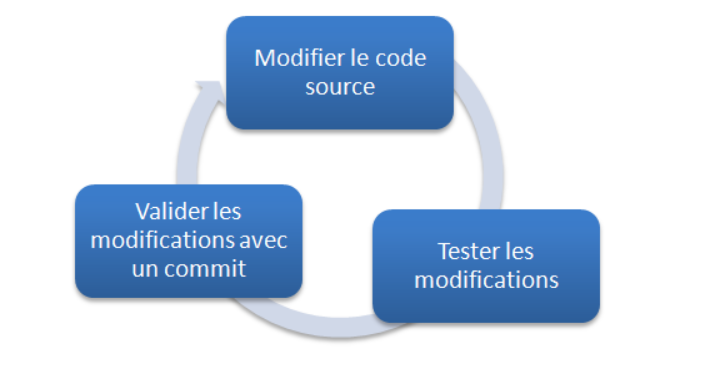 Modifier le code
source
Valider les
modifications avec
un commit
Tester les
modifications